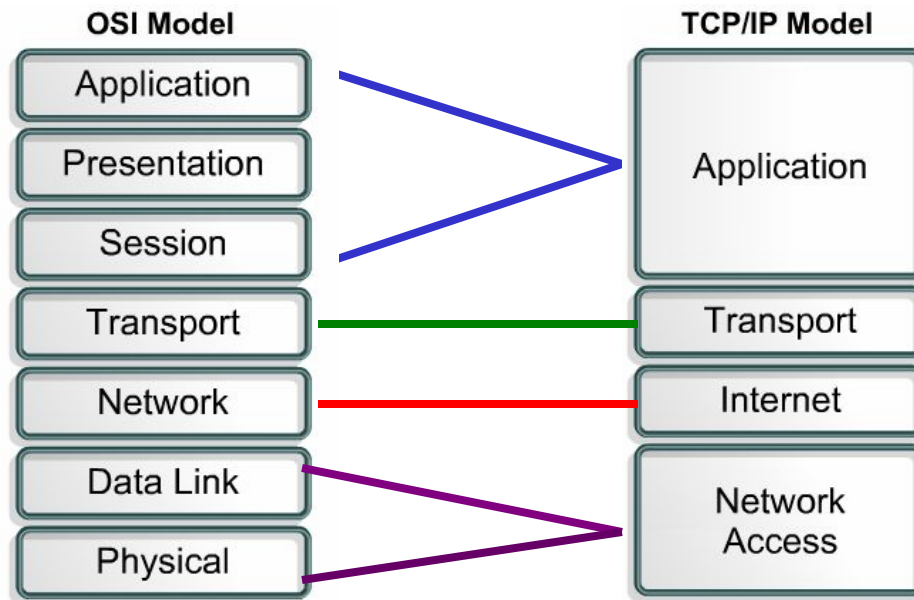 OSI Model
Application
Presentation
Session
Transport
Network
Data Link
Physical
TCP/IP Model
Application
Transport
Internet
Network
Access